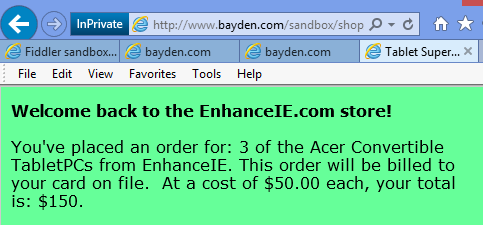 InPrivate http://www.bayden.com/sandbox/shop
Fiddler sandbox... bayden.com bayden.com Tablet Super...
File Edit View Favorites Tools Help
Welcome back to the EnhanceIE.com store!
You've placed an order for: 3 of the Acer Convertible
TabletPCs from EnhanceIE. This order will be billed to
your card on file.  At a cost of $50.00 each, your total
is: $150.